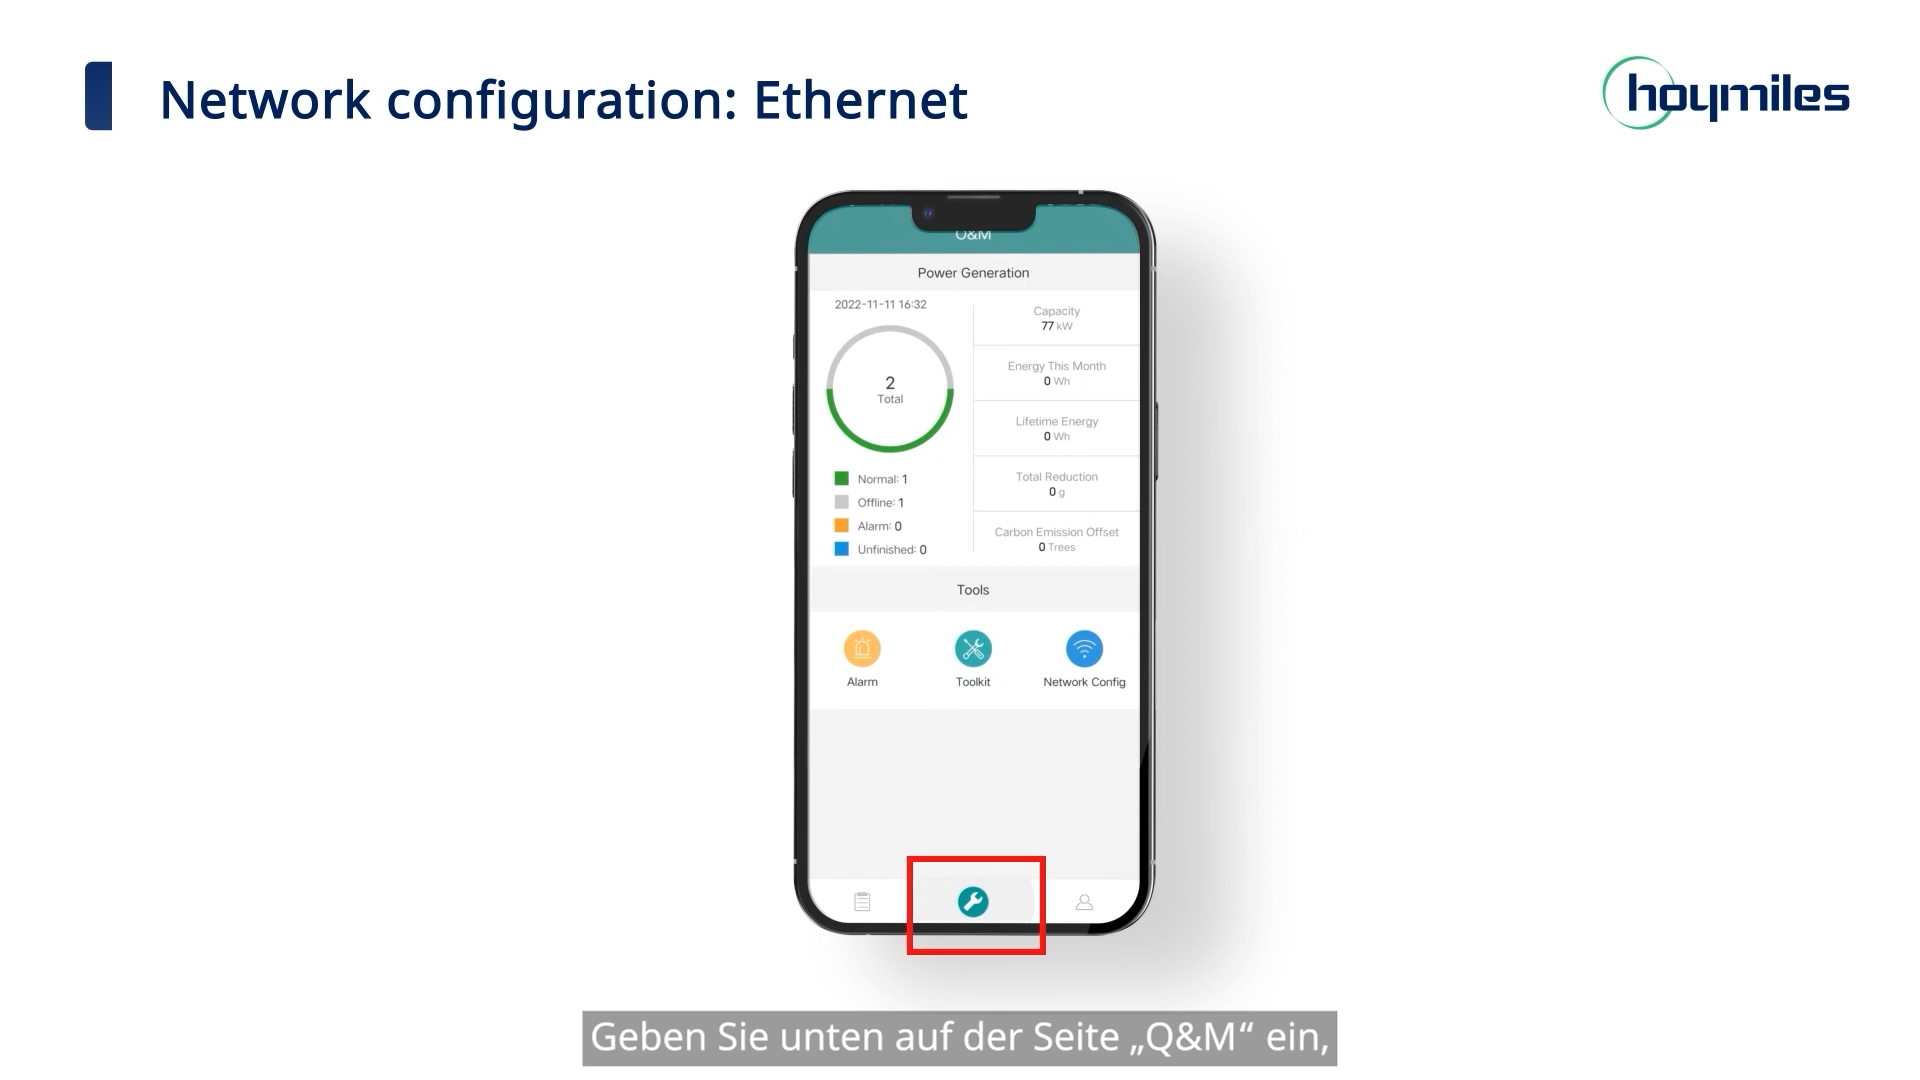 Network configuration: Ethernet
hoymiles
O&M
Power Generation
2022-11-11 16:32
2
Total
Normal: 1
Offline: 1
Alarm: 0
Unfinished: 0
Capacity
77 kW
Energy This Month
0 Wh
Lifetime Energy
0 Wh
Total Reduction
0 g
Carbon Emission Offset
0 Trees
Tools
Alarm
Toolkit
Network Config
Geben Sie unten auf der Seite „Q&M“ ein,